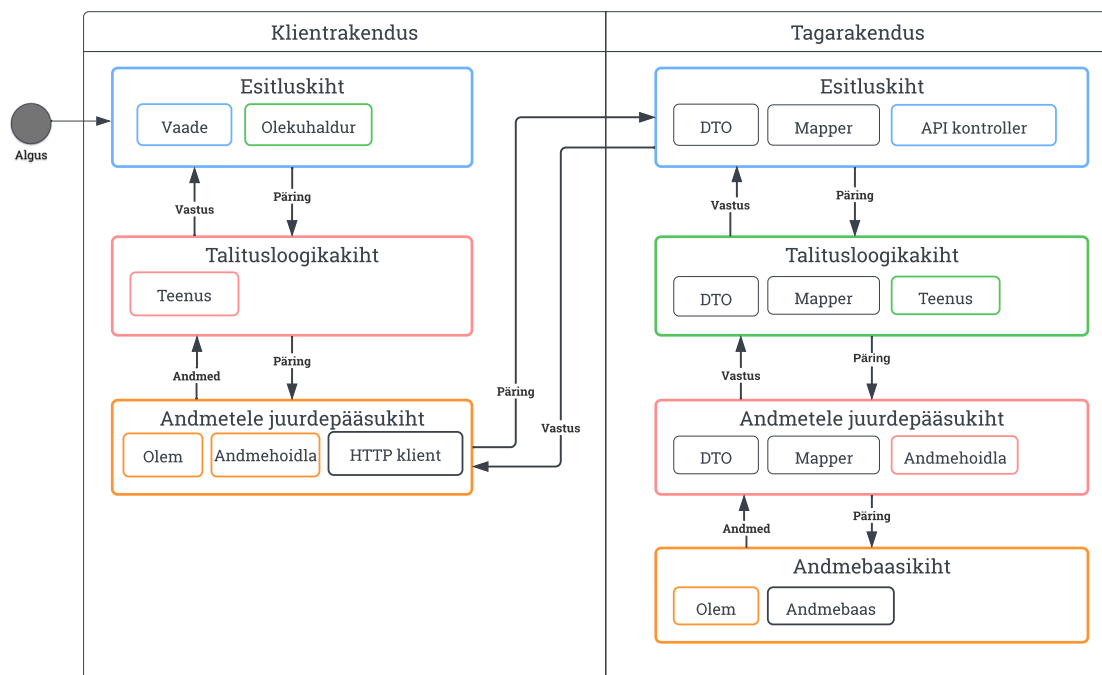 Klientrakendus
Tagarakendus
Algus
Esitluskiht
Vaade
Olekuhaldur
Vastus
Päring
Talitusloogikakiht
Teenus
Andmed
Päring
Andmetele juurdepääsukiht
Olem
Andmehoidla
HTTP klient
Päring
Vastus
Esitluskiht
DTO
Mapper
API kontroller
Vastus
Päring
Talitusloogikakiht
DTO
Mapper
Teenus
Vastus
Päring
Andmetele juurdepääsukiht
DTO
Mapper
Andmehoidla
Andmed
Päring
Andmebaasikiht
Olem
Andmebaas